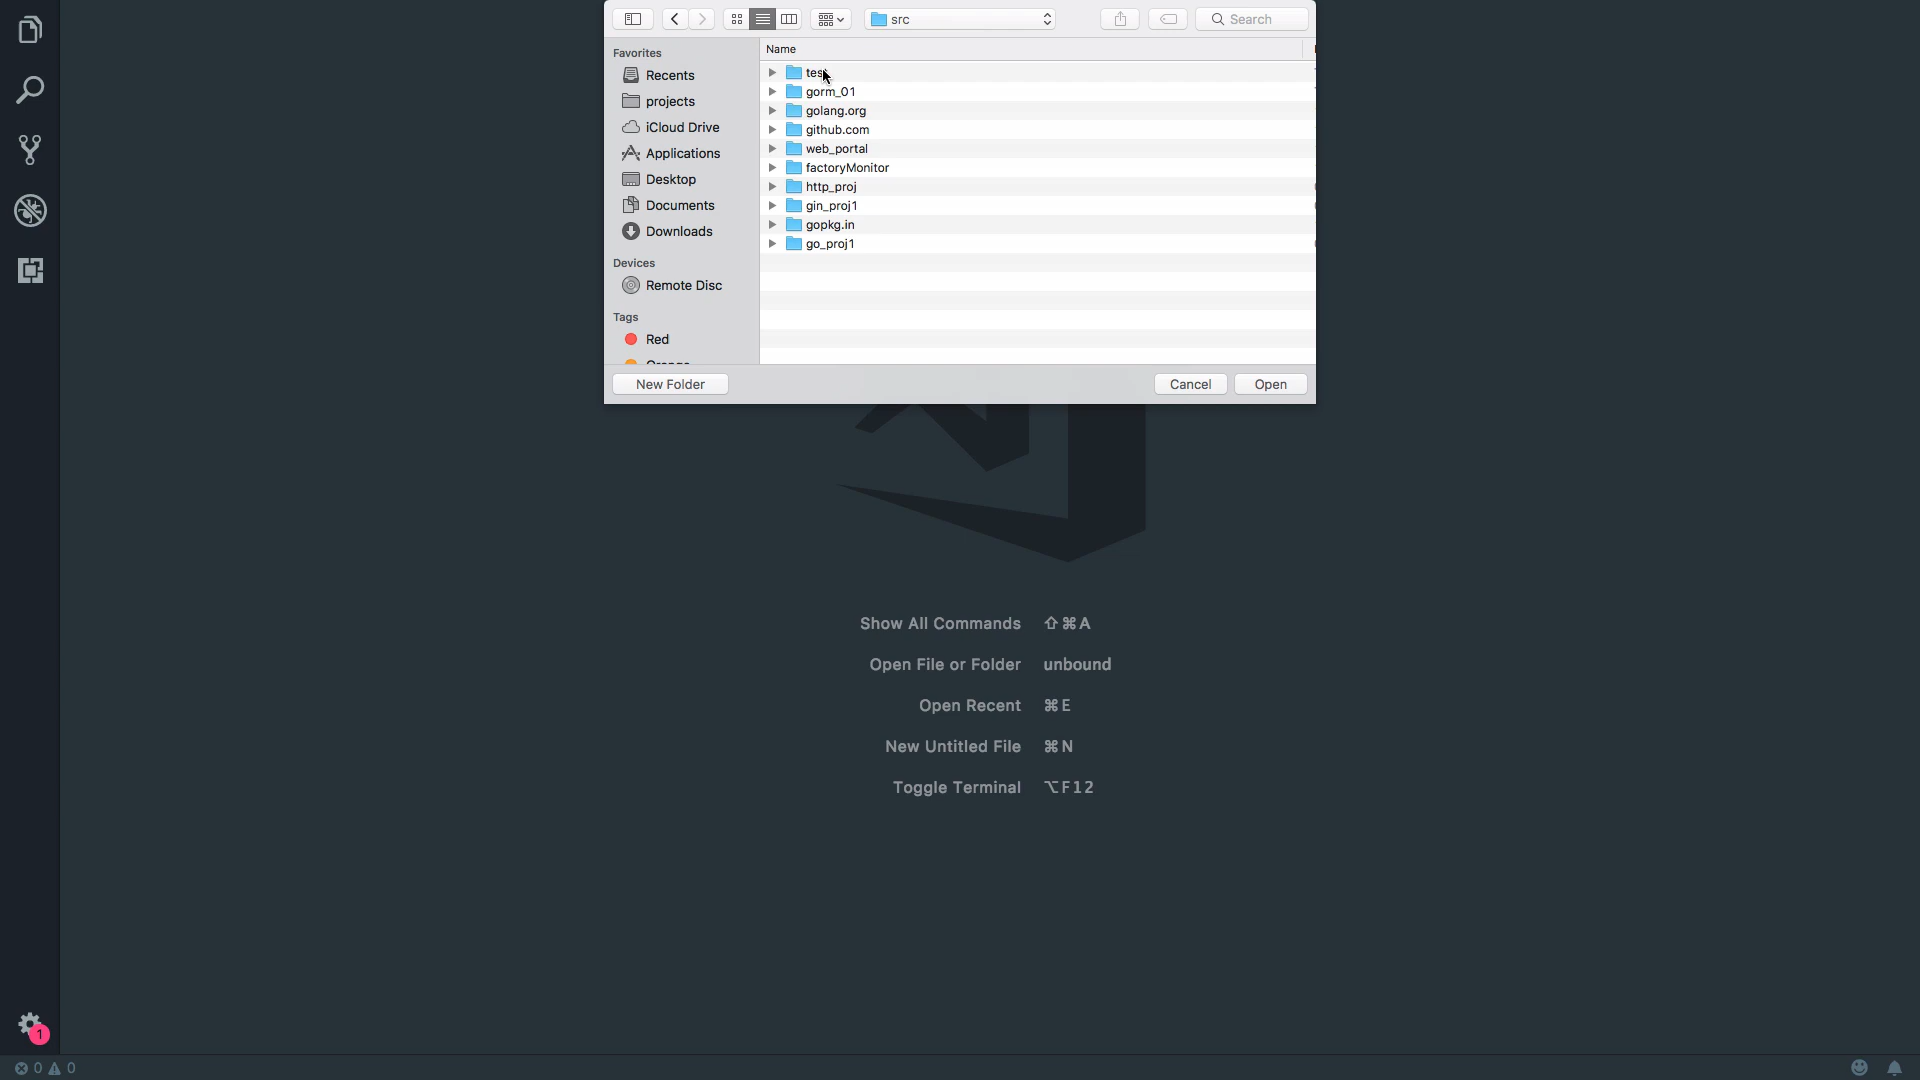 src
Search
Favorites
Recents
projects
iCloud Drive
Applications
Desktop
Documents
Downloads
Devices
Remote Disc
Tags
Red
Name
gorm_01
golang.org
github.com
web_portal
factoryMonitor
http_proj
gin_proj1
gopkg.in
go_proj1
New Folder
Cancel
Open
Show All Commands ⇧⌘A
Open File or Folder unbound
Open Recent ⌘E
New Untitled File ⌘N
Toggle Terminal ⌥F12
1
0 0